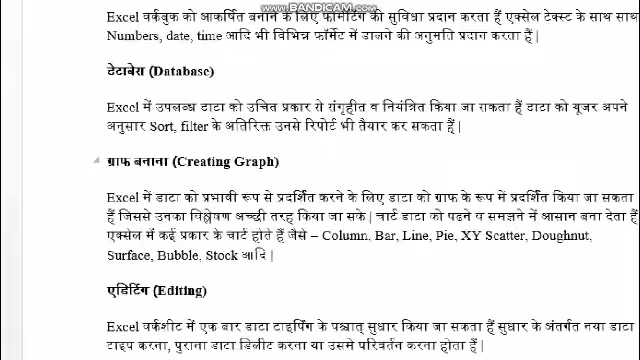 WWW.BANDICAM.COM
Excel वर्कबुक को आकर्षित बनाने के लिए फॉर्मेटिंग की सुविधा प्रदान करता हैं एक्सेल टेक्स्ट के साथ साथ
Numbers, date, time आदि भी विभिन्न फॉर्मेट में डालने की अनुमति प्रदान करता हैं |
डेटाबेस (Database)
Excel में उपलब्ध डाटा को उचित प्रकार से संगृहीत व नियंत्रित किया जा सकता हैं डाटा को यूजर अपने
अनुसार Sort, filter के अतिरिक्त उनसे रिपोर्ट भी तैयार कर सकता हैं |
ग्राफ बनाना (Creating Graph)
Excel में डाटा को प्रभावी रूप से प्रदर्शित करने के लिए डाटा को ग्राफ के रूप में प्रदर्शित किया जा सकता
हैं जिससे उनका विश्लेषण अच्छी तरह किया जा सके | चार्ट डाटा को पढने व समझने में आसान बना देता हैं
एक्सेल में कई प्रकार के चार्ट होते हैं जैसे – Column, Bar, Line, Pie, XY Scatter, Doughnut,
Surface, Bubble, Stock आदि |
एडिटिंग (Editing)
Excel वर्कशीट में एक बार डाटा टाइपिंग के पश्चात् सुधार किया जा सकता हैं सुधार के अंतर्गत नया डाटा
टाइप करना, पुराना डाटा डिलीट करना या उसमे परिवर्तन करना होता हैं |